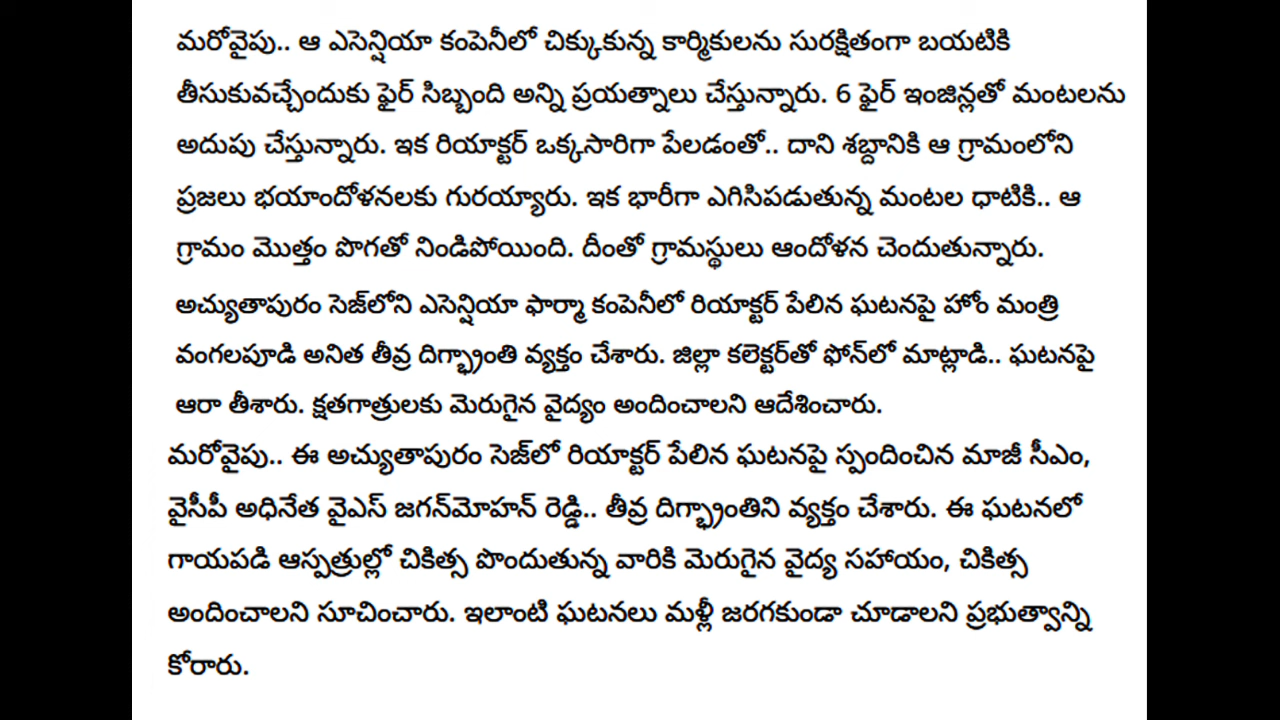 మరోవైపు.. ఆ ఎసెన్షియా కంపెనీలో చిక్కుకున్న కార్మికులను సురక్షితంగా బయటికి
తీసుకువచ్చేందుకు ఫైర్ సిబ్బంది అన్ని ప్రయత్నాలు చేస్తున్నారు. 6 ఫైర్ ఇంజిన్లతో మంటలను
అదుపు చేస్తున్నారు. ఇక రియాక్టర్ ఒక్కసారిగా పేలడంతో.. దాని శబ్దానికి ఆ గ్రామంలోని
ప్రజలు భయాందోళనలకు గురయ్యారు. ఇక భారీగా ఎగిసిపడుతున్న మంటల ధాటికి.. ఆ
గ్రామం మొత్తం పొగతో నిండిపోయింది. దీంతో గ్రామస్థులు ఆందోళన చెందుతున్నారు.
అచ్యుతాపురం సెజ్‌లోని ఎసెన్షియా ఫార్మా కంపెనీలో రియాక్టర్ పేలిన ఘటనపై హోం మంత్రి
వంగలపూడి అనిత తీవ్ర దిగ్భ్రాంతి వ్యక్తం చేశారు. జిల్లా కలెక్టర్‌తో ఫోన్‌లో మాట్లాడి.. ఘటనపై
ఆరా తీశారు. క్షతగాత్రులకు మెరుగైన వైద్యం అందించాలని ఆదేశించారు.
మరోవైపు.. ఈ అచ్యుతాపురం సెజ్‌లో రియాక్టర్ పేలిన ఘటనపై స్పందించిన మాజీ సీఎం,
వైసీపీ అధినేత వైఎస్ జగన్‌మోహన్ రెడ్డి.. తీవ్ర దిగ్భ్రాంతిని వ్యక్తం చేశారు. ఈ ఘటనలో
గాయపడి ఆస్పత్రుల్లో చికిత్స పొందుతున్న వారికి మెరుగైన వైద్య సహాయం, చికిత్స
అందించాలని సూచించారు. ఇలాంటి ఘటనలు మళ్లీ జరగకుండా చూడాలని ప్రభుత్వాన్ని
కోరారు.